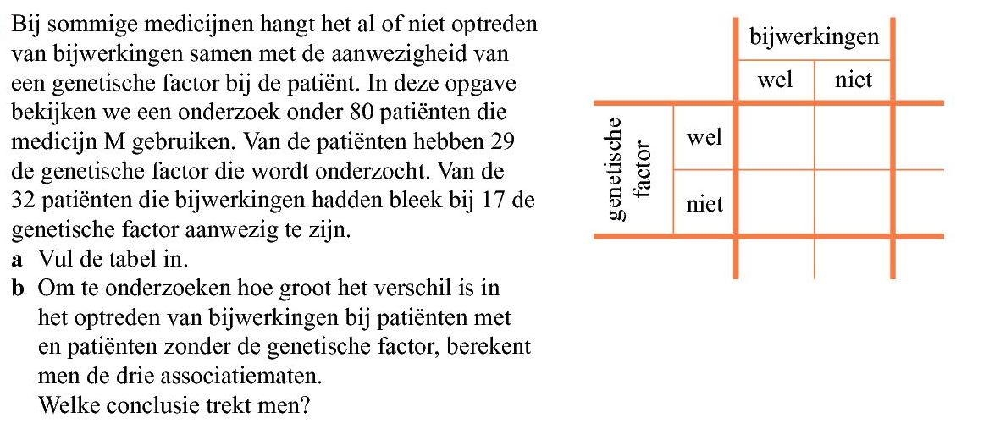 Bij sommige medicijnen hangt het al of niet optreden
van bijwerkingen samen met de aanwezigheid van
een genetische factor bij de patiënt. In deze opgave
bekijken we een onderzoek onder 80 patiënten die
medicijn M gebruiken. Van de patiënten hebben 29
de genetische factor die wordt onderzocht. Van de
32 patiënten die bijwerkingen hadden bleek bij 17 de
genetische factor aanwezig te zijn.
a Vul de tabel in.
b Om te onderzoeken hoe groot het verschil is in
het optreden van bijwerkingen bij patiënten met
en patiënten zonder de genetische factor, berekent
men de drie associatiematen.
Welke conclusie trekt men?
bijwerkingen
wel niet
genetische
factor
wel
niet